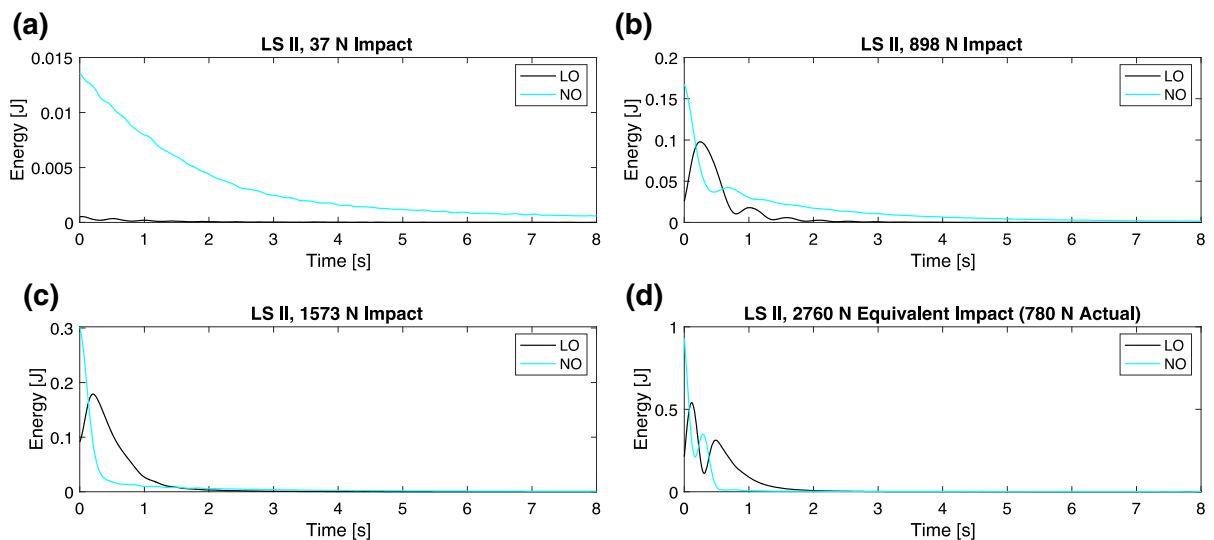 (a)
LS II, 37 N Impact
0.015
0.01
0.005
0
Energy [J]
0 1 2 3 4 5 6 7 8
Time [s]
LO
NO
(b)
LS II, 898 N Impact
0.2
0.15
0.1
0.05
0
Energy [J]
0 1 2 3 4 5 6 7 8
Time [s]
LO
NO
(c)
LS II, 1573 N Impact
0.3
0.2
0.1
0
Energy [J]
0 1 2 3 4 5 6 7 8
Time [s]
LO
NO
(d)
LS II, 2760 N Equivalent Impact (780 N Actual)
1
0.5
0
Energy [J]
0 1 2 3 4 5 6 7 8
Time [s]
LO
NO